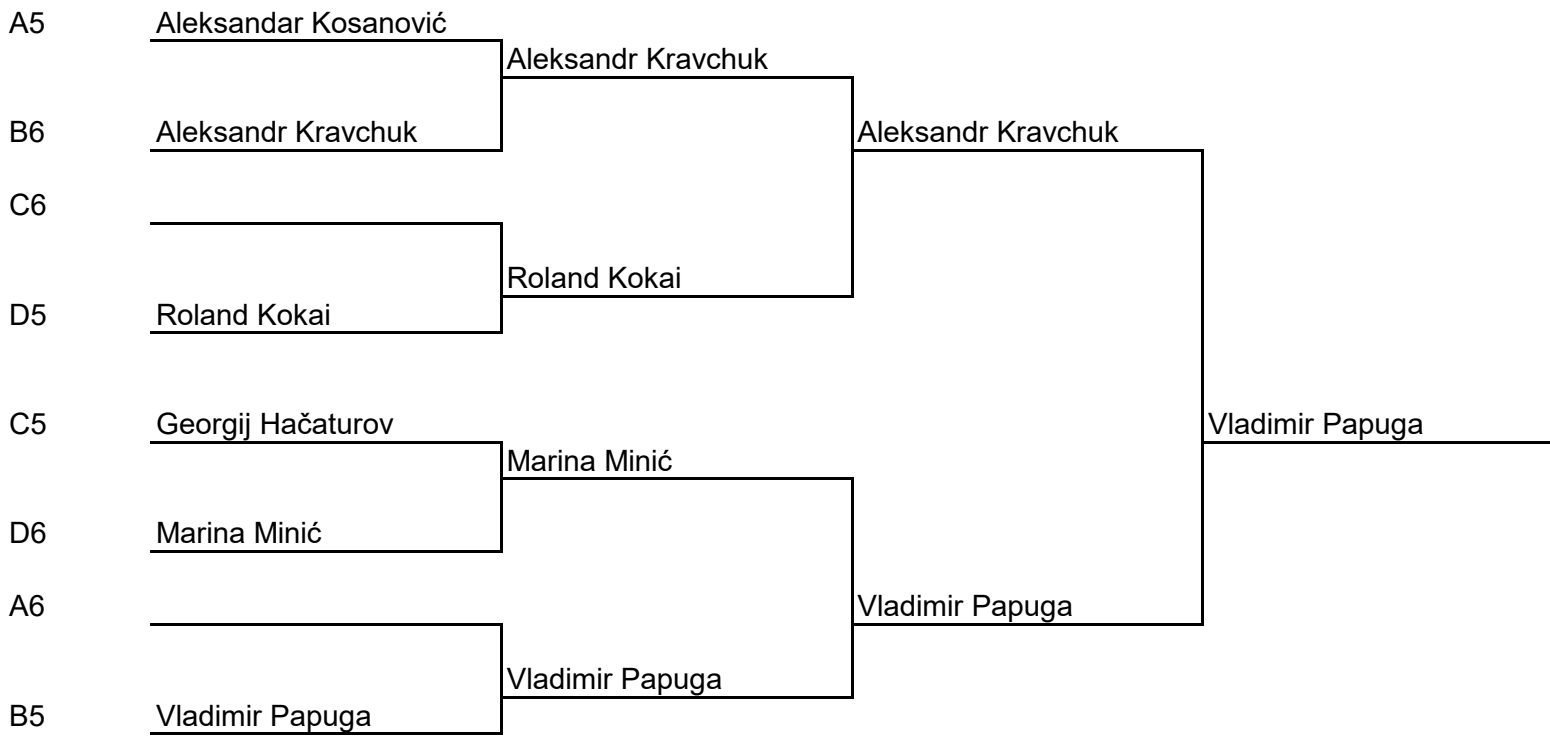 A5 Aleksandar Kosanović
Aleksandr Kravchuk
B6 Aleksandr Kravchuk Aleksandr Kravchuk
C6
Roland Kokai
D5 Roland Kokai
C5 Georgij Hačaturov Vladimir Papuga
Marina Minić
D6 Marina Minić
A6 Vladimir Papuga
Vladimir Papuga
B5 Vladimir Papuga